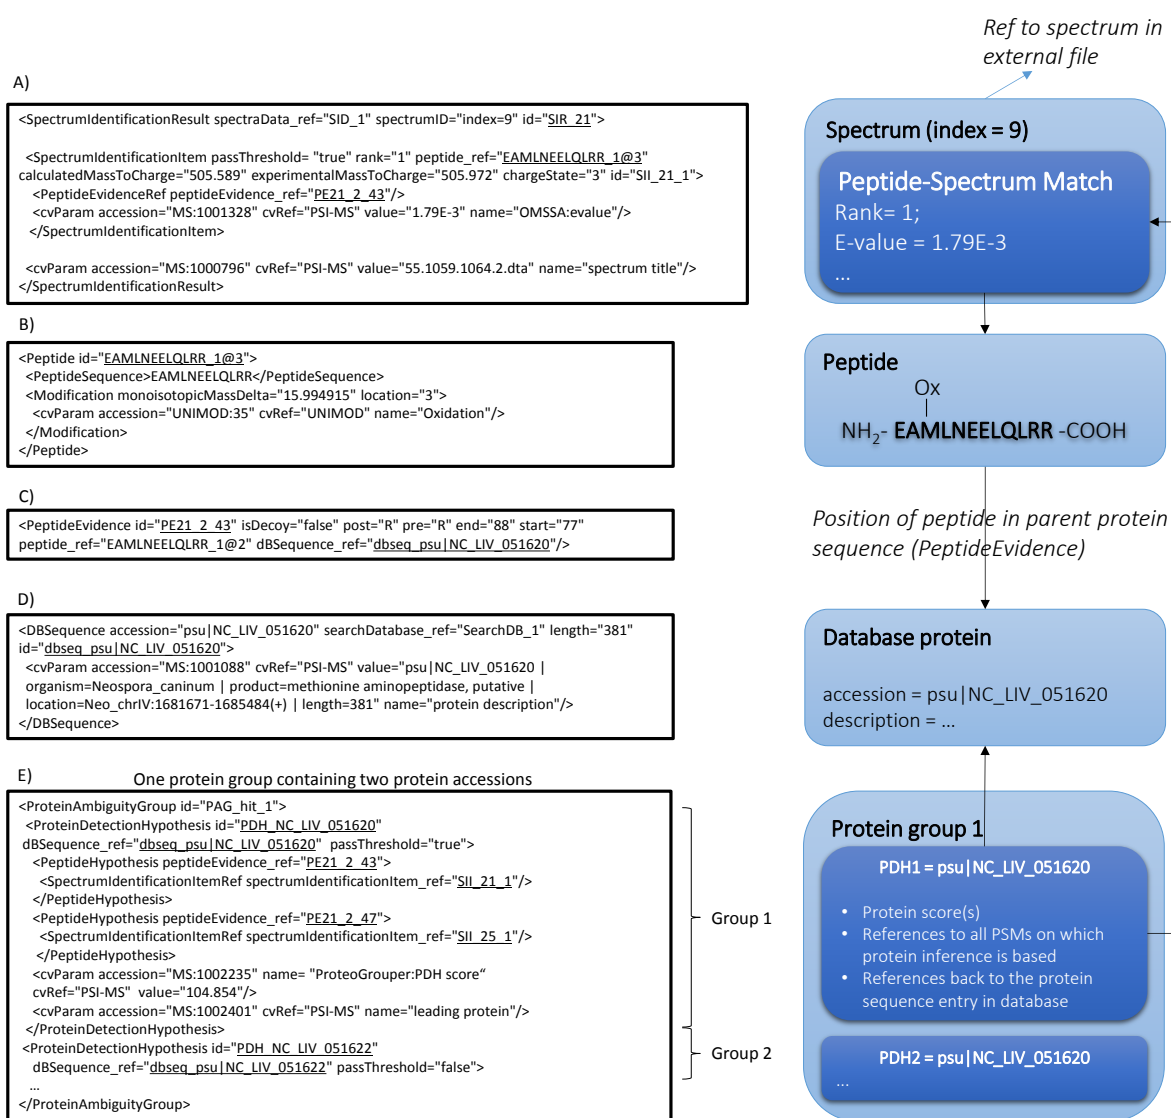 A)
<SpectrumIdentificationResult spectraData_ref="SID_1" spectrumID="index=9" id="SIR_21">
<SpectrumIdentificationItem passThreshold= "true" rank="1" peptide_ref="EAMLNEELQLRR_1@3"
calculatedMassToCharge="505.589" experimentalMassToCharge="505.972" chargeState="3" id="SII_21_1">
<PeptideEvidenceRef peptideEvidence_ref="PE21_2_43"/>
<cvParam accession="MS:1001328" cvRef="PSI-MS" value="1.79E-3" name="OMSSA:evalue"/>
</SpectrumIdentificationItem>
<cvParam accession="MS:1000796" cvRef="PSI-MS" value="55.1059.1064.2.dta" name="spectrum title"/>
</SpectrumIdentificationResult>
B)
<Peptide id="EAMLNEELQLRR_1@3">
<PeptideSequence>EAMLNEELQLRR</PeptideSequence>
<Modification monoisotopicMassDelta="15.994915" location="3">
<cvParam accession="UNIMOD:35" cvRef="UNIMOD" name="Oxidation"/>
</Modification>
</Peptide>
C)
<PeptideEvidence id="PE21_2_43" isDecoy="false" post="R" pre="R" end="88" start="77"
peptide_ref="EAMLNEELQLRR_1@2" dBSequence_ref="dbseq_psu|NC_LIV_051620"/>
D)
<DBSequence accession="psu|NC_LIV_051620" searchDatabase_ref="SearchDB_1" length="381"
id="dbseq_psu|NC_LIV_051620">
<cvParam accession="MS:1001088" cvRef="PSI-MS" value="psu|NC_LIV_051620 |
organism=Neospora_caninum | product=methionine aminopeptidase, putative |
location=Neo_chrIV:1681671-1685484(+) | length=381" name="protein description"/>
</DBSequence>
E)
One protein group containing two protein accessions
<ProteinAmbiguityGroup id="PAG_hit_1">
<ProteinDetectionHypothesis id="PDH_NC_LIV_051620"
dBSequence_ref="dbseq_psu|NC_LIV_051620" passThreshold="true">
<PeptideHypothesis peptideEvidence_ref="PE21_2_43">
<SpectrumIdentificationItemRef spectrumIdentificationItem_ref="SII_21_1"/>
</PeptideHypothesis>
<PeptideHypothesis peptideEvidence_ref="PE21_2_47">
<SpectrumIdentificationItemRef spectrumIdentificationItem_ref="SII_25_1"/>
</PeptideHypothesis>
<cvParam accession="MS:1002235" name= "ProteoGrouper:PDH score“
cvRef="PSI-MS" value="104.854"/>
<cvParam accession="MS:1002401" cvRef="PSI-MS" name="leading protein"/>
</ProteinDetectionHypothesis>
<ProteinDetectionHypothesis id="PDH_NC_LIV_051622"
dBSequence_ref="dbseq_psu|NC_LIV_051622" passThreshold="false">
...
</ProteinAmbiguityGroup>
Group 1
Group 2
Ref to spectrum in
external file
Spectrum (index = 9)
Peptide-Spectrum Match
Rank= 1;
E-value = 1.79E-3
...
Peptide
Ox
NH2- EAMLNEELQLRR -COOH
Position of peptide in parent protein
sequence (PeptideEvidence)
Database protein
accession = psu|NC_LIV_051620
description = ...
Protein group 1
PDH1 = psu|NC_LIV_051620
• Protein score(s)
• References to all PSMs on which
protein inference is based
• References back to the protein
sequence entry in database
PDH2 = psu|NC_LIV_051620
...